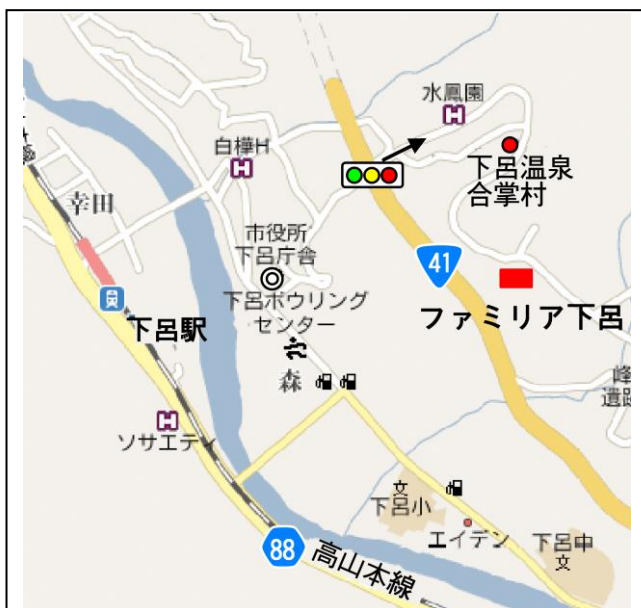 水鳳園
白樺H
下呂温泉
合掌村
幸田
市役所
下呂庁舎
41
下呂ボウリング
センター
ファミリア下呂
下呂駅
森
峰
遺跡
ソサエティ
下呂小
エイデン
下呂中
88
高山本線